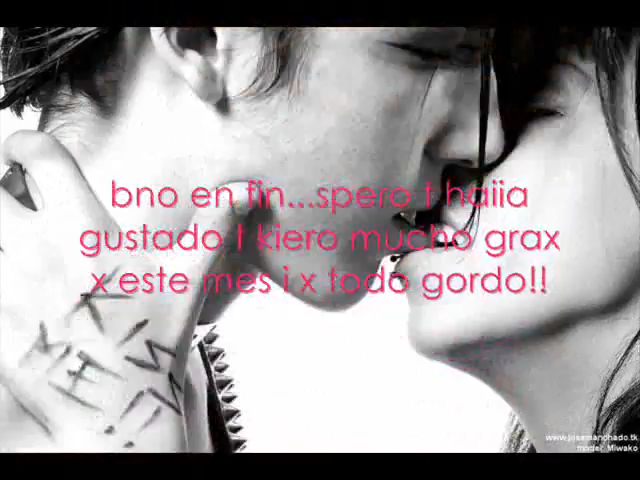 bno en fin...spero t haiia
gustado t kiero mucho grax
x este mes i x todo gordo!!
www.josemanchado.tk
model: Miwako